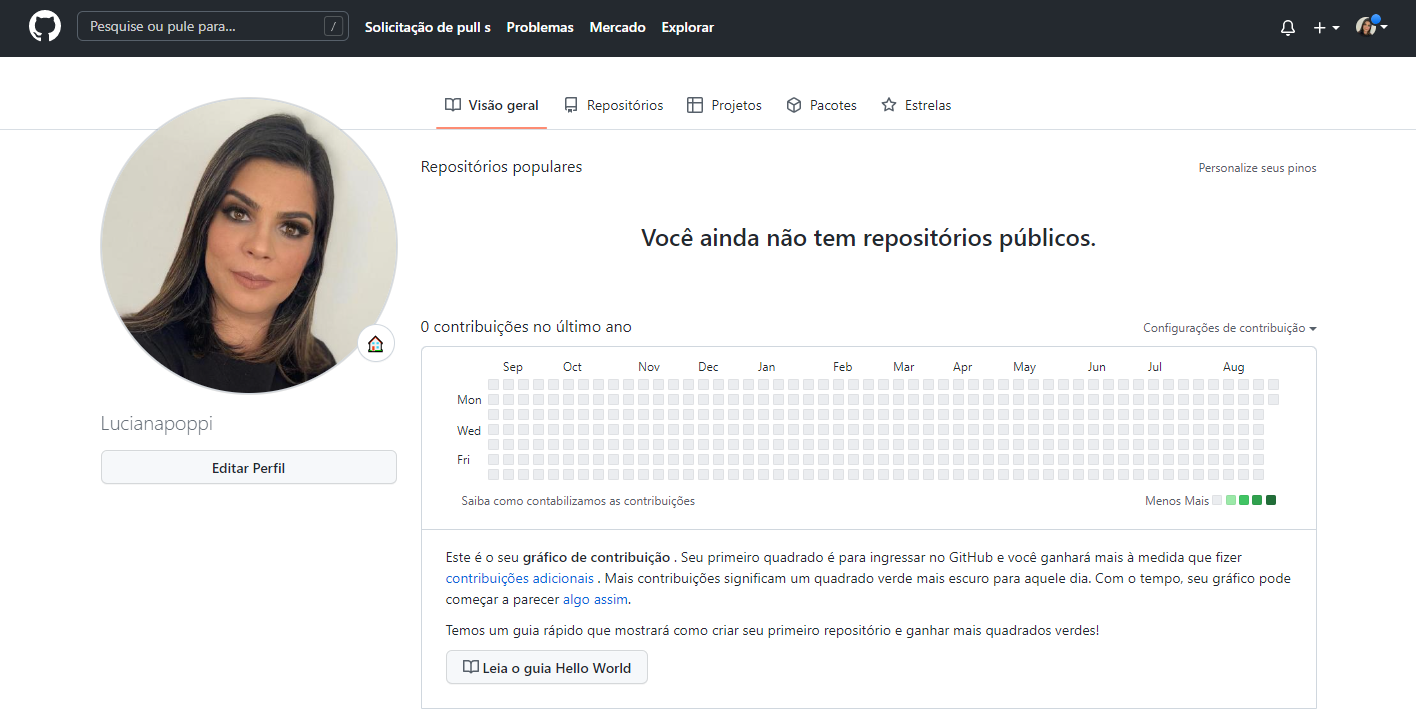 Pesquise ou pule para...
/
Solicitação de pull s Problemas Mercado Explorar
Visão geral Repositórios Projetos Pacotes Estrelas
Repositórios populares
Personalize seus pinos
Você ainda não tem repositórios públicos.
Lucianapoppi
Editar Perfil
0 contribuições no último ano
Configurações de contribuição
Sep Oct Nov Dec Jan Feb Mar Apr May Jun Jul Aug
Mon
Wed
Fri
Saiba como contabilizamos as contribuições
Menos Mais
Este é o seu gráfico de contribuição . Seu primeiro quadrado é para ingressar no GitHub e você ganhará mais à medida que fizer
contribuições adicionais . Mais contribuições significam um quadrado verde mais escuro para aquele dia. Com o tempo, seu gráfico pode
começar a parecer algo assim.
Temos um guia rápido que mostrará como criar seu primeiro repositório e ganhar mais quadrados verdes!
Leia o guia Hello World